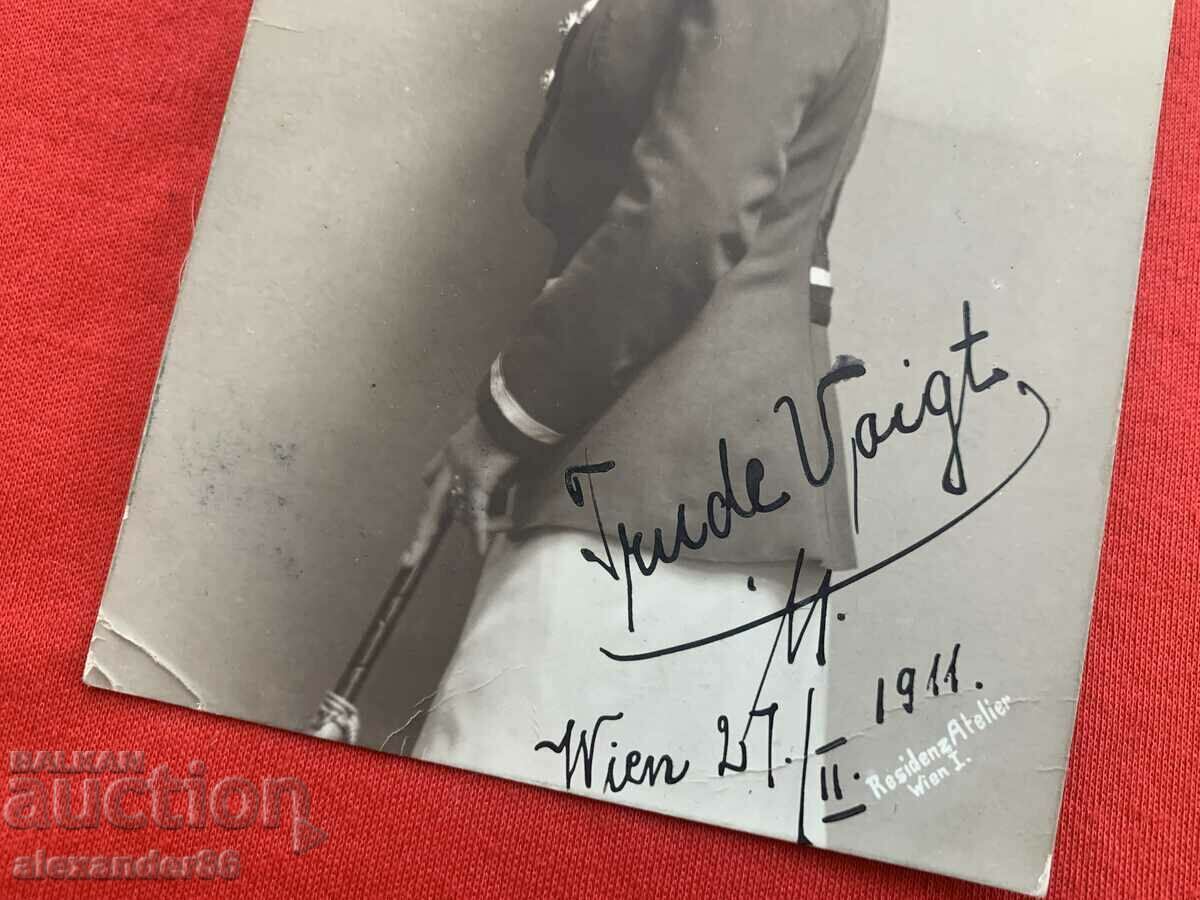 Trude Voigt
Wien 27./II. 1911.
Residenz Atelier
Wien I.
BALKAN
auction
alexander86